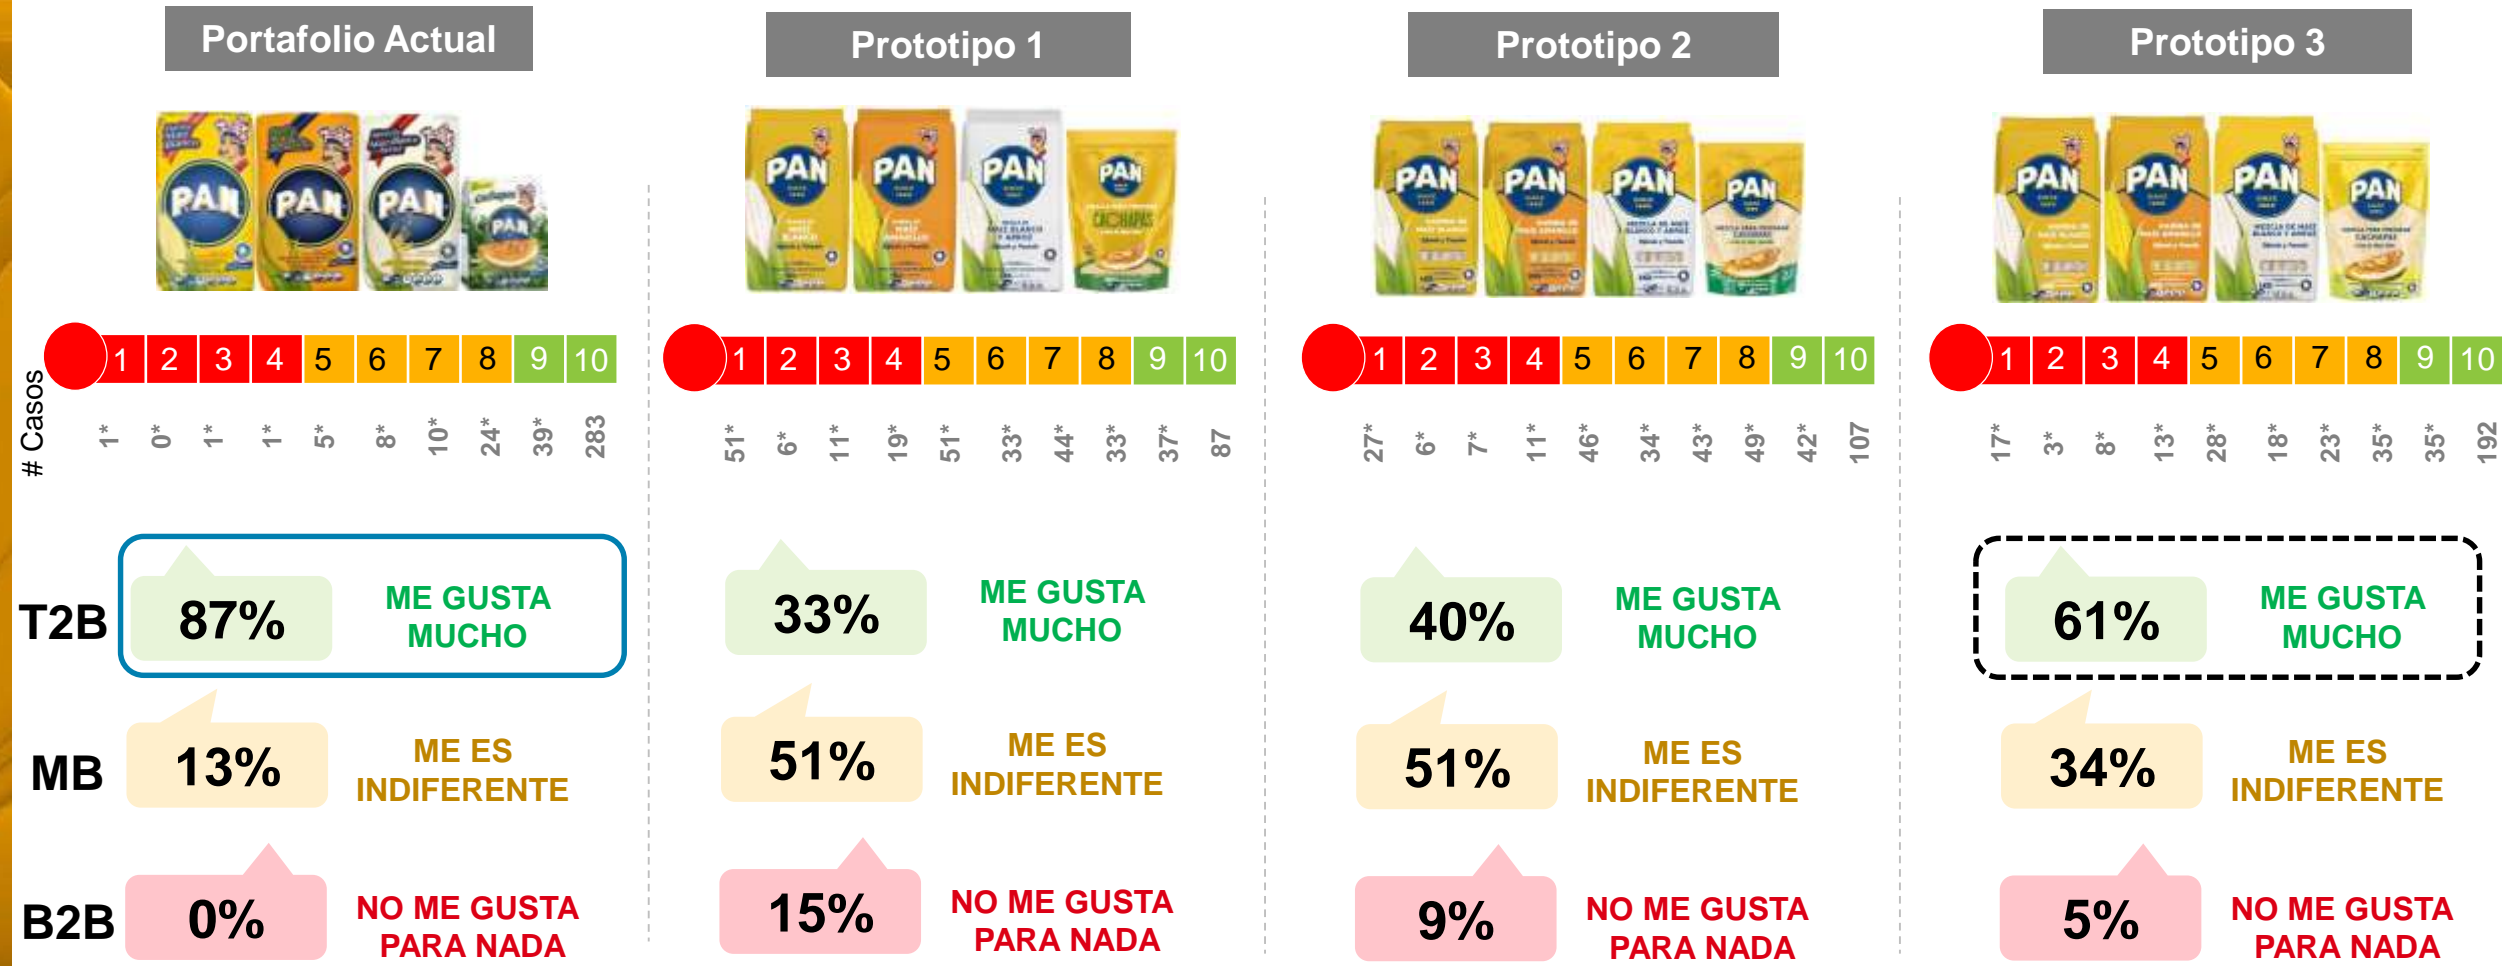 Portafolio Actual
Prototipo 1
Prototipo 2
Prototipo 3
PAN PAN PAN PAN
PAN PAN PAN PAN
CACHAPAS
PAN PAN PAN PAN
CACHAPAS
PAN PAN PAN PAN
CACHAPAS
1 2 3 4 5 6 7 8 9 10
1 2 3 4 5 6 7 8 9 10
1 2 3 4 5 6 7 8 9 10
1 2 3 4 5 6 7 8 9 10
# Casos
1* 0* 1* 1* 5* 8* 10* 24* 39* 283
51* 6* 11* 19* 51* 33* 44* 33* 37* 87
27* 6* 7* 11* 46* 34* 43* 49* 42* 107
17* 3* 8* 13* 28* 18* 23* 35* 35* 192
T2B
87%
ME GUSTA
MUCHO
33%
ME GUSTA
MUCHO
40%
ME GUSTA
MUCHO
61%
ME GUSTA
MUCHO
MB
13%
ME ES
INDIFERENTE
51%
ME ES
INDIFERENTE
51%
ME ES
INDIFERENTE
34%
ME ES
INDIFERENTE
B2B
0%
NO ME GUSTA
PARA NADA
15%
NO ME GUSTA
PARA NADA
9%
NO ME GUSTA
PARA NADA
5%
NO ME GUSTA
PARA NADA